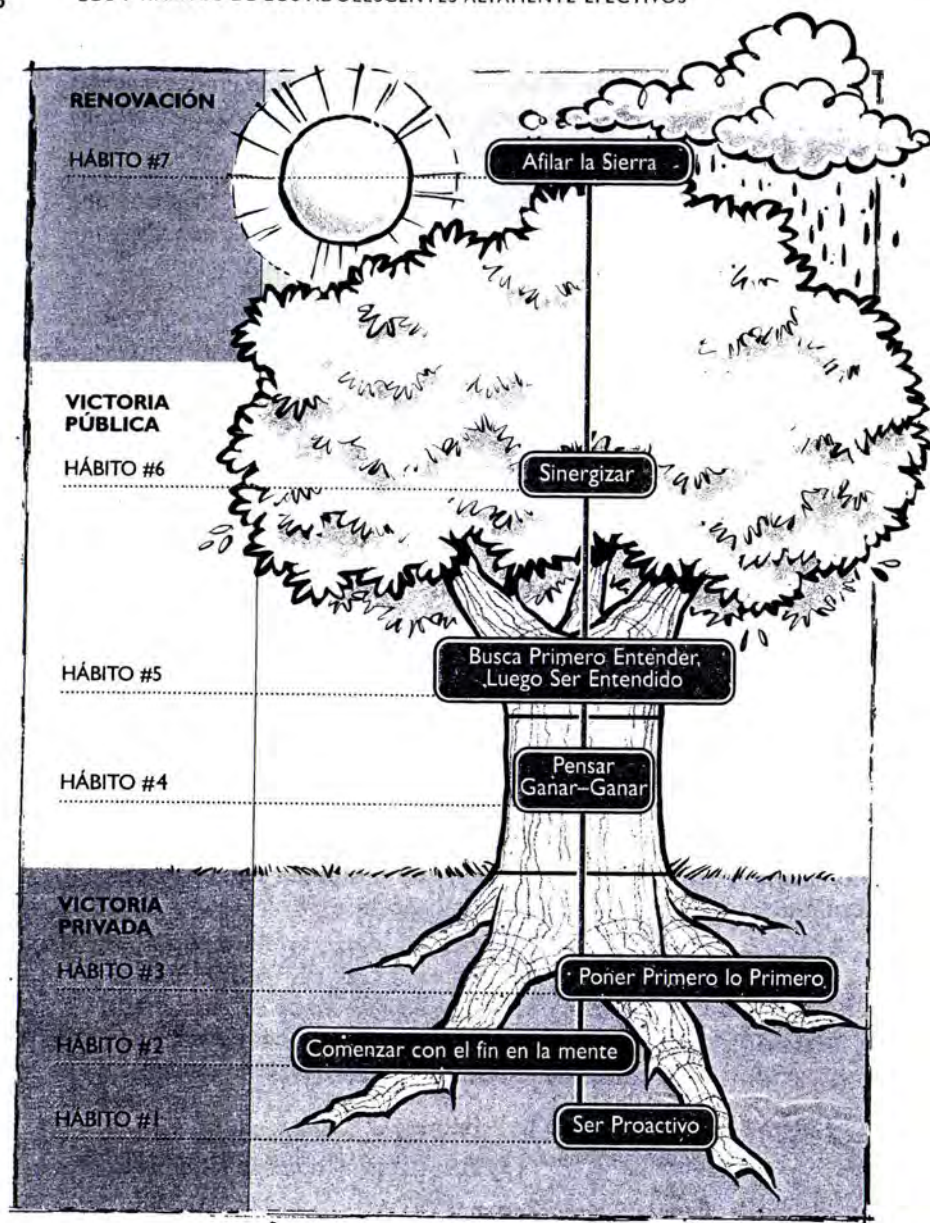 RENOVACIÓN
HÁBITO #7
Afilar la Sierra
VICTORIA
PÚBLICA
HÁBITO #6
Sinergizar
HÁBITO #5
Busca Primero Entender,
Luego Ser Entendido
HÁBITO #4
Pensar
Ganar–Ganar
VICTORIA
PRIVADA
HÁBITO #3
Poner Primero lo Primero
HÁBITO #2
Comenzar con el fin en la mente
HÁBITO #1
Ser Proactivo